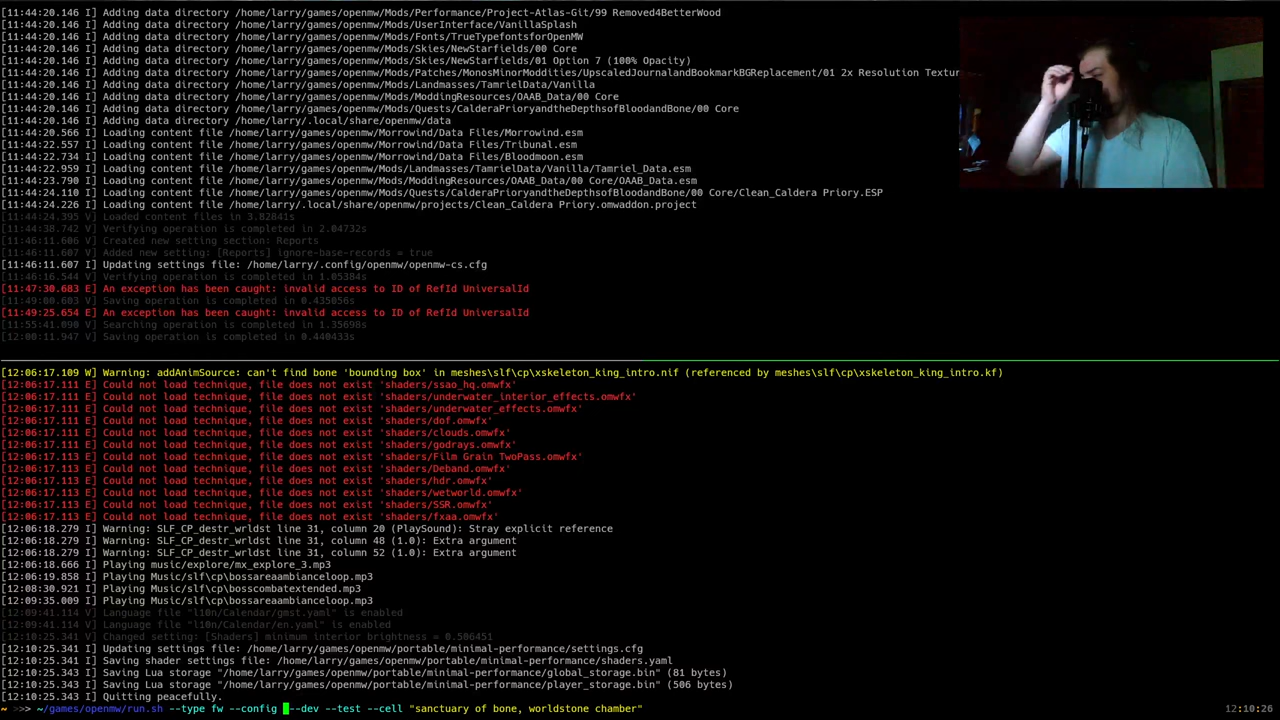 [11:44:20.146 I] Adding data directory /home/larry/games/openmw/Mods/Performance/Project-Atlas-Git/99 Removed4BetterWood
[11:44:20.146 I] Adding data directory /home/larry/games/openmw/Mods/UserInterface/VanillaSplash
[11:44:20.146 I] Adding data directory /home/larry/games/openmw/Mods/Fonts/TrueTypefontsforOpenMW
[11:44:20.146 I] Adding data directory /home/larry/games/openmw/Mods/Skies/NewStarfields/00 Core
[11:44:20.146 I] Adding data directory /home/larry/games/openmw/Mods/Skies/NewStarfields/01 Option 7 (100% Opacity)
[11:44:20.146 I] Adding data directory /home/larry/games/openmw/Mods/Patches/MonosMinorModdities/UpscaledJournalandBookmarkBGReplacement/01 2x Resolution Textur
[11:44:20.146 I] Adding data directory /home/larry/games/openmw/Mods/Landmasses/TamrielData/Vanilla
[11:44:20.146 I] Adding data directory /home/larry/games/openmw/Mods/ModdingResources/OAAB_Data/00 Core
[11:44:20.146 I] Adding data directory /home/larry/games/openmw/Mods/Quests/CalderaPrioryandtheDepthsofBloodandBone/00 Core
[11:44:20.146 I] Adding data directory /home/larry/.local/share/openmw/data
[11:44:20.566 I] Loading content file /home/larry/games/openmw/Morrowind/Data Files/Morrowind.esm
[11:44:22.557 I] Loading content file /home/larry/games/openmw/Morrowind/Data Files/Tribunal.esm
[11:44:22.734 I] Loading content file /home/larry/games/openmw/Morrowind/Data Files/Bloodmoon.esm
[11:44:22.959 I] Loading content file /home/larry/games/openmw/Mods/Landmasses/TamrielData/Vanilla/Tamriel_Data.esm
[11:44:23.790 I] Loading content file /home/larry/games/openmw/Mods/ModdingResources/OAAB_Data/00 Core/OAAB_Data.esm
[11:44:24.110 I] Loading content file /home/larry/games/openmw/Mods/Quests/CalderaPrioryandtheDepthsofBloodandBone/00 Core/Clean_Caldera Priory.ESP
[11:44:24.226 I] Loading content file /home/larry/.local/share/openmw/projects/Clean_Caldera Priory.omwaddon.project
[11:44:24.395 V] Loaded content files in 3.82841s
[11:44:38.742 V] Verifying operation is completed in 2.04732s
[11:46:11.606 V] Created new setting section: Reports
[11:46:11.607 V] Added new setting: [Reports] ignore-base-records = true
[11:46:11.607 I] Updating settings file: /home/larry/.config/openmw/openmw-cs.cfg
[11:46:16.544 V] Verifying operation is completed in 1.05384s
[11:47:30.683 E] An exception has been caught: invalid access to ID of RefId UniversalId
[11:49:00.603 V] Saving operation is completed in 0.435056s
[11:49:25.654 E] An exception has been caught: invalid access to ID of RefId UniversalId
[11:55:41.090 V] Searching operation is completed in 1.35698s
[12:00:11.947 V] Saving operation is completed in 0.440433s
[12:06:17.109 W] Warning: addAnimSource: can't find bone 'bounding box' in meshes\slf\cp\xskeleton_king_intro.nif (referenced by meshes\slf\cp\xskeleton_king_intro.kf)
[12:06:17.111 E] Could not load technique, file does not exist 'shaders/ssao_hq.omwfx'
[12:06:17.111 E] Could not load technique, file does not exist 'shaders/underwater_interior_effects.omwfx'
[12:06:17.111 E] Could not load technique, file does not exist 'shaders/underwater_effects.omwfx'
[12:06:17.111 E] Could not load technique, file does not exist 'shaders/dof.omwfx'
[12:06:17.111 E] Could not load technique, file does not exist 'shaders/clouds.omwfx'
[12:06:17.111 E] Could not load technique, file does not exist 'shaders/godrays.omwfx'
[12:06:17.113 E] Could not load technique, file does not exist 'shaders/Film Grain TwoPass.omwfx'
[12:06:17.113 E] Could not load technique, file does not exist 'shaders/Deband.omwfx'
[12:06:17.113 E] Could not load technique, file does not exist 'shaders/hdr.omwfx'
[12:06:17.113 E] Could not load technique, file does not exist 'shaders/wetworld.omwfx'
[12:06:17.113 E] Could not load technique, file does not exist 'shaders/SSR.omwfx'
[12:06:17.113 E] Could not load technique, file does not exist 'shaders/fxaa.omwfx'
[12:06:18.279 I] Warning: SLF_CP_destr_wrldst line 31, column 20 (PlaySound): Stray explicit reference
[12:06:18.279 I] Warning: SLF_CP_destr_wrldst line 31, column 48 (1.0): Extra argument
[12:06:18.279 I] Warning: SLF_CP_destr_wrldst line 31, column 52 (1.0): Extra argument
[12:06:18.666 I] Playing music/explore/mx_explore_3.mp3
[12:06:19.858 I] Playing Music/slf\cp\bossareaambianceloop.mp3
[12:08:30.921 I] Playing Music/slf\cp\bosscombatextended.mp3
[12:09:35.009 I] Playing Music/slf\cp\bossareaambianceloop.mp3
[12:09:41.114 V] Language file "l10n/Calendar/gmst.yaml" is enabled
[12:09:41.114 V] Language file "l10n/Calendar/en.yaml" is enabled
[12:10:25.341 V] Changed setting: [Shaders] minimum interior brightness = 0.506451
[12:10:25.341 I] Updating settings file: /home/larry/games/openmw/portable/minimal-performance/settings.cfg
[12:10:25.341 I] Saving shader settings file: /home/larry/games/openmw/portable/minimal-performance/shaders.yaml
[12:10:25.343 I] Saving Lua storage "/home/larry/games/openmw/portable/minimal-performance/global_storage.bin" (81 bytes)
[12:10:25.343 I] Saving Lua storage "/home/larry/games/openmw/portable/minimal-performance/player_storage.bin" (506 bytes)
[12:10:25.343 I] Quitting peacefully.
~ >>> ~/games/openmw/run.sh --type fw --config --dev --test --cell "sanctuary of bone, worldstone chamber" 12:10:26